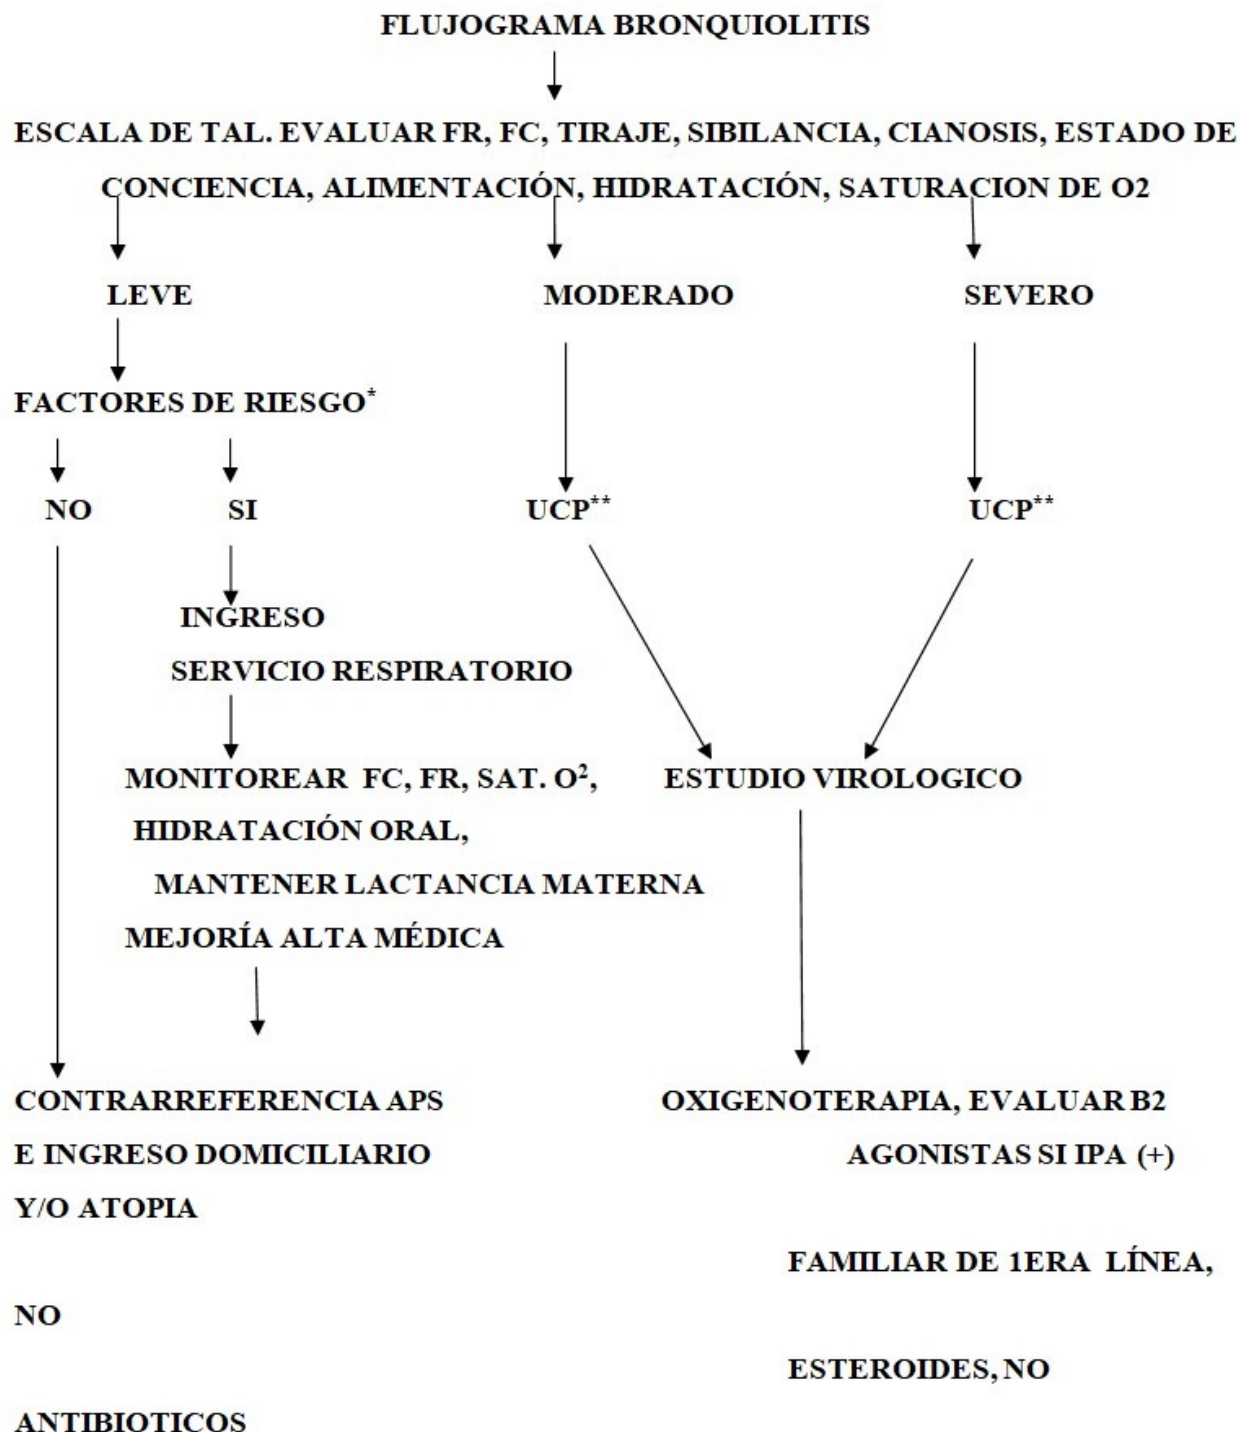 FLUJOGRAMA BRONQUIOLITIS
ESCALA DE TAL. EVALUAR FR, FC, TIRAJE, SIBILANCIA, CIANOSIS, ESTADO DE
CONCIENCIA, ALIMENTACIÓN, HIDRATACIÓN, SATURACION DE O2
LEVE
MODERADO
SEVERO
FACTORES DE RIESGO*
NO
SI
UCP**
UCP**
INGRESO
SERVICIO RESPIRATORIO
MONITOREAR FC, FR, SAT. O²,
ESTUDIO VIROLOGICO
HIDRATACIÓN ORAL,
MANTENER LACTANCIA MATERNA
MEJORÍA ALTA MÉDICA
CONTRARREFERENCIA APS
OXIGENOTERAPIA, EVALUAR B2
E INGRESO DOMICILIARIO
AGONISTAS SI IPA (+)
Y/O ATOPIA
FAMILIAR DE 1ERA LÍNEA,
NO
ESTEROIDES, NO
ANTIBIOTICOS